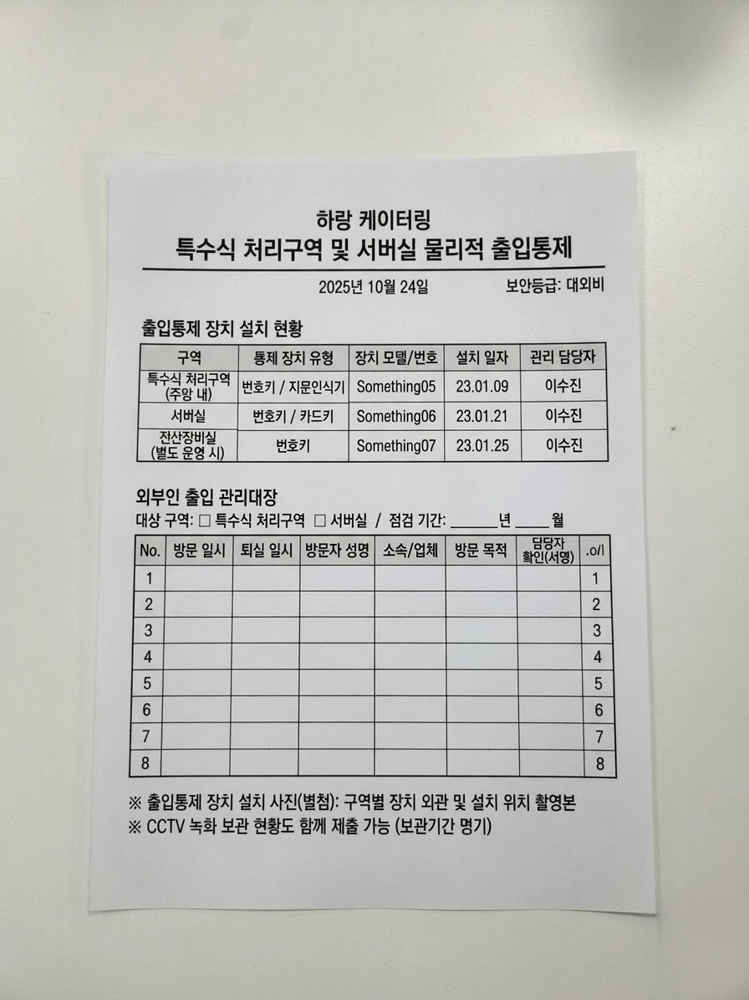 하랑 케이터링
특수식 처리구역 및 서버실 물리적 출입통제
2025년 10월 24일 보안등급: 대외비
출입통제 장치 설치 현황
구역 통제 장치 유형 장치 모델/번호 설치 일자 관리 담당자
특수식 처리구역
(주앙 내) 번호키 / 지문인식기 Something05 23.01.09 이수진
서버실 번호키 / 카드키 Something06 23.01.21 이수진
전산장비실
(별도 운영 시) 번호키 Something07 23.01.25 이수진
외부인 출입 관리대장
대상 구역: □ 특수식 처리구역 □ 서버실 / 점검 기간: ______년 ____월
No. 방문 일시 퇴실 일시 방문자 성명 소속/업체 방문 목적 담당자
확인(서명) .o/l
1 1
2 2
3 3
4 4
5 5
6 6
7 7
8 8
※ 출입통제 장치 설치 사진(별첨): 구역별 장치 외관 및 설치 위치 촬영본
※ CCTV 녹화 보관 현황도 함께 제출 가능 (보관기간 명기)